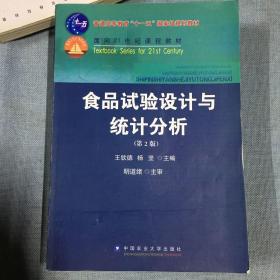 普通高等教育“十一五”国家级规划教材
面向21世纪课程教材
Textbook Series for 21st Century
SHIPINSHIYANSHEJIYUTONGJIFENXI
食品试验设计与
统计分析
(第2版)
王钦德 杨坚 主编
明道绪 主审
中国农业大学出版社